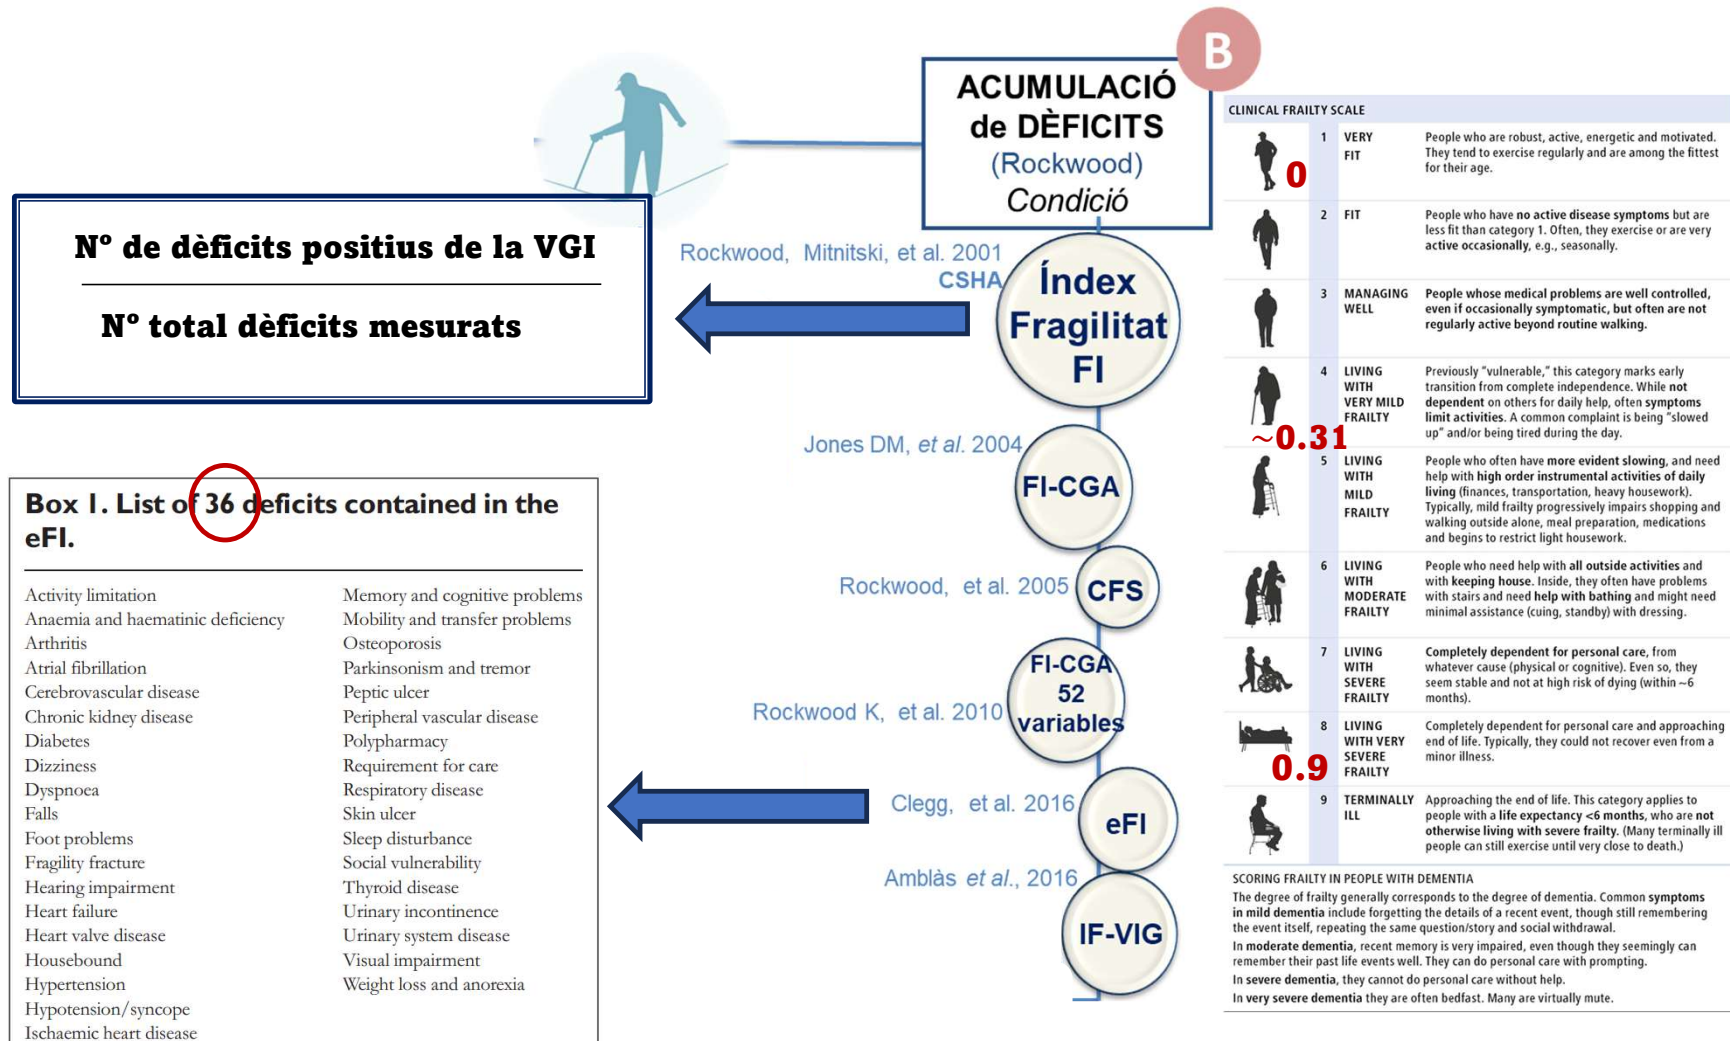 B
ACUMULACIÓ
de DÈFICITS
(Rockwood)
Condició
Nº de dèficits positius de la VGI
Nº total dèficits mesurats
Rockwood, Mitnitski, et al. 2001
CSHA
Índex
Fragilitat
FI
Jones DM, et al. 2004
FI-CGA
Rockwood, et al. 2005
CFS
Rockwood K, et al. 2010
FI-CGA
52
variables
Clegg, et al. 2016
eFI
Amblàs et al., 2016
IF-VIG
Box 1. List of 36 deficits contained in the
eFI.
Activity limitation
Anaemia and haematinic deficiency
Arthritis
Atrial fibrillation
Cerebrovascular disease
Chronic kidney disease
Diabetes
Dizziness
Dyspnoea
Falls
Foot problems
Fragility fracture
Hearing impairment
Heart failure
Heart valve disease
Housebound
Hypertension
Hypotension/syncope
Ischaemic heart disease
Memory and cognitive problems
Mobility and transfer problems
Osteoporosis
Parkinsonism and tremor
Peptic ulcer
Peripheral vascular disease
Polypharmacy
Requirement for care
Respiratory disease
Skin ulcer
Sleep disturbance
Social vulnerability
Thyroid disease
Urinary incontinence
Urinary system disease
Visual impairment
Weight loss and anorexia
CLINICAL FRAILTY SCALE
0
1 VERY FIT
People who are robust, active, energetic and motivated.
They tend to exercise regularly and are among the fittest
for their age.
2 FIT
People who have no active disease symptoms but are
less fit than category 1. Often, they exercise or are very
active occasionally, e.g., seasonally.
3 MANAGING WELL
People whose medical problems are well controlled,
even if occasionally symptomatic, but often are not
regularly active beyond routine walking.
4 LIVING WITH VERY MILD FRAILTY
Previously "vulnerable," this category marks early
transition from complete independence. While not
dependent on others for daily help, often symptoms
limit activities. A common complaint is being "slowed
up" and/or being tired during the day.
~0.31
5 LIVING WITH MILD FRAILTY
People who often have more evident slowing, and need
help with high order instrumental activities of daily
living (finances, transportation, heavy housework).
Typically, mild frailty progressively impairs shopping and
walking outside alone, meal preparation, medications
and begins to restrict light housework.
6 LIVING WITH MODERATE FRAILTY
People who need help with all outside activities and
with keeping house. Inside, they often have problems
with stairs and need help with bathing and might need
minimal assistance (cuing, standby) with dressing.
7 LIVING WITH SEVERE FRAILTY
Completely dependent for personal care, from
whatever cause (physical or cognitive). Even so, they
seem stable and not at high risk of dying (within ~6
months).
8 LIVING WITH VERY SEVERE FRAILTY
Completely dependent for personal care and approaching
end of life. Typically, they could not recover even from a
minor illness.
0.9
9 TERMINALLY ILL
Approaching the end of life. This category applies to
people with a life expectancy <6 months, who are not
otherwise living with severe frailty. (Many terminally ill
people can still exercise until very close to death.)
SCORING FRAILTY IN PEOPLE WITH DEMENTIA
The degree of frailty generally corresponds to the degree of dementia. Common symptoms
in mild dementia include forgetting the details of a recent event, though still remembering
the event itself, repeating the same question/story and social withdrawal.
In moderate dementia, recent memory is very impaired, even though they seemingly can
remember their past life events well. They can do personal care with prompting.
In severe dementia, they cannot do personal care without help.
In very severe dementia they are often bedfast. Many are virtually mute.